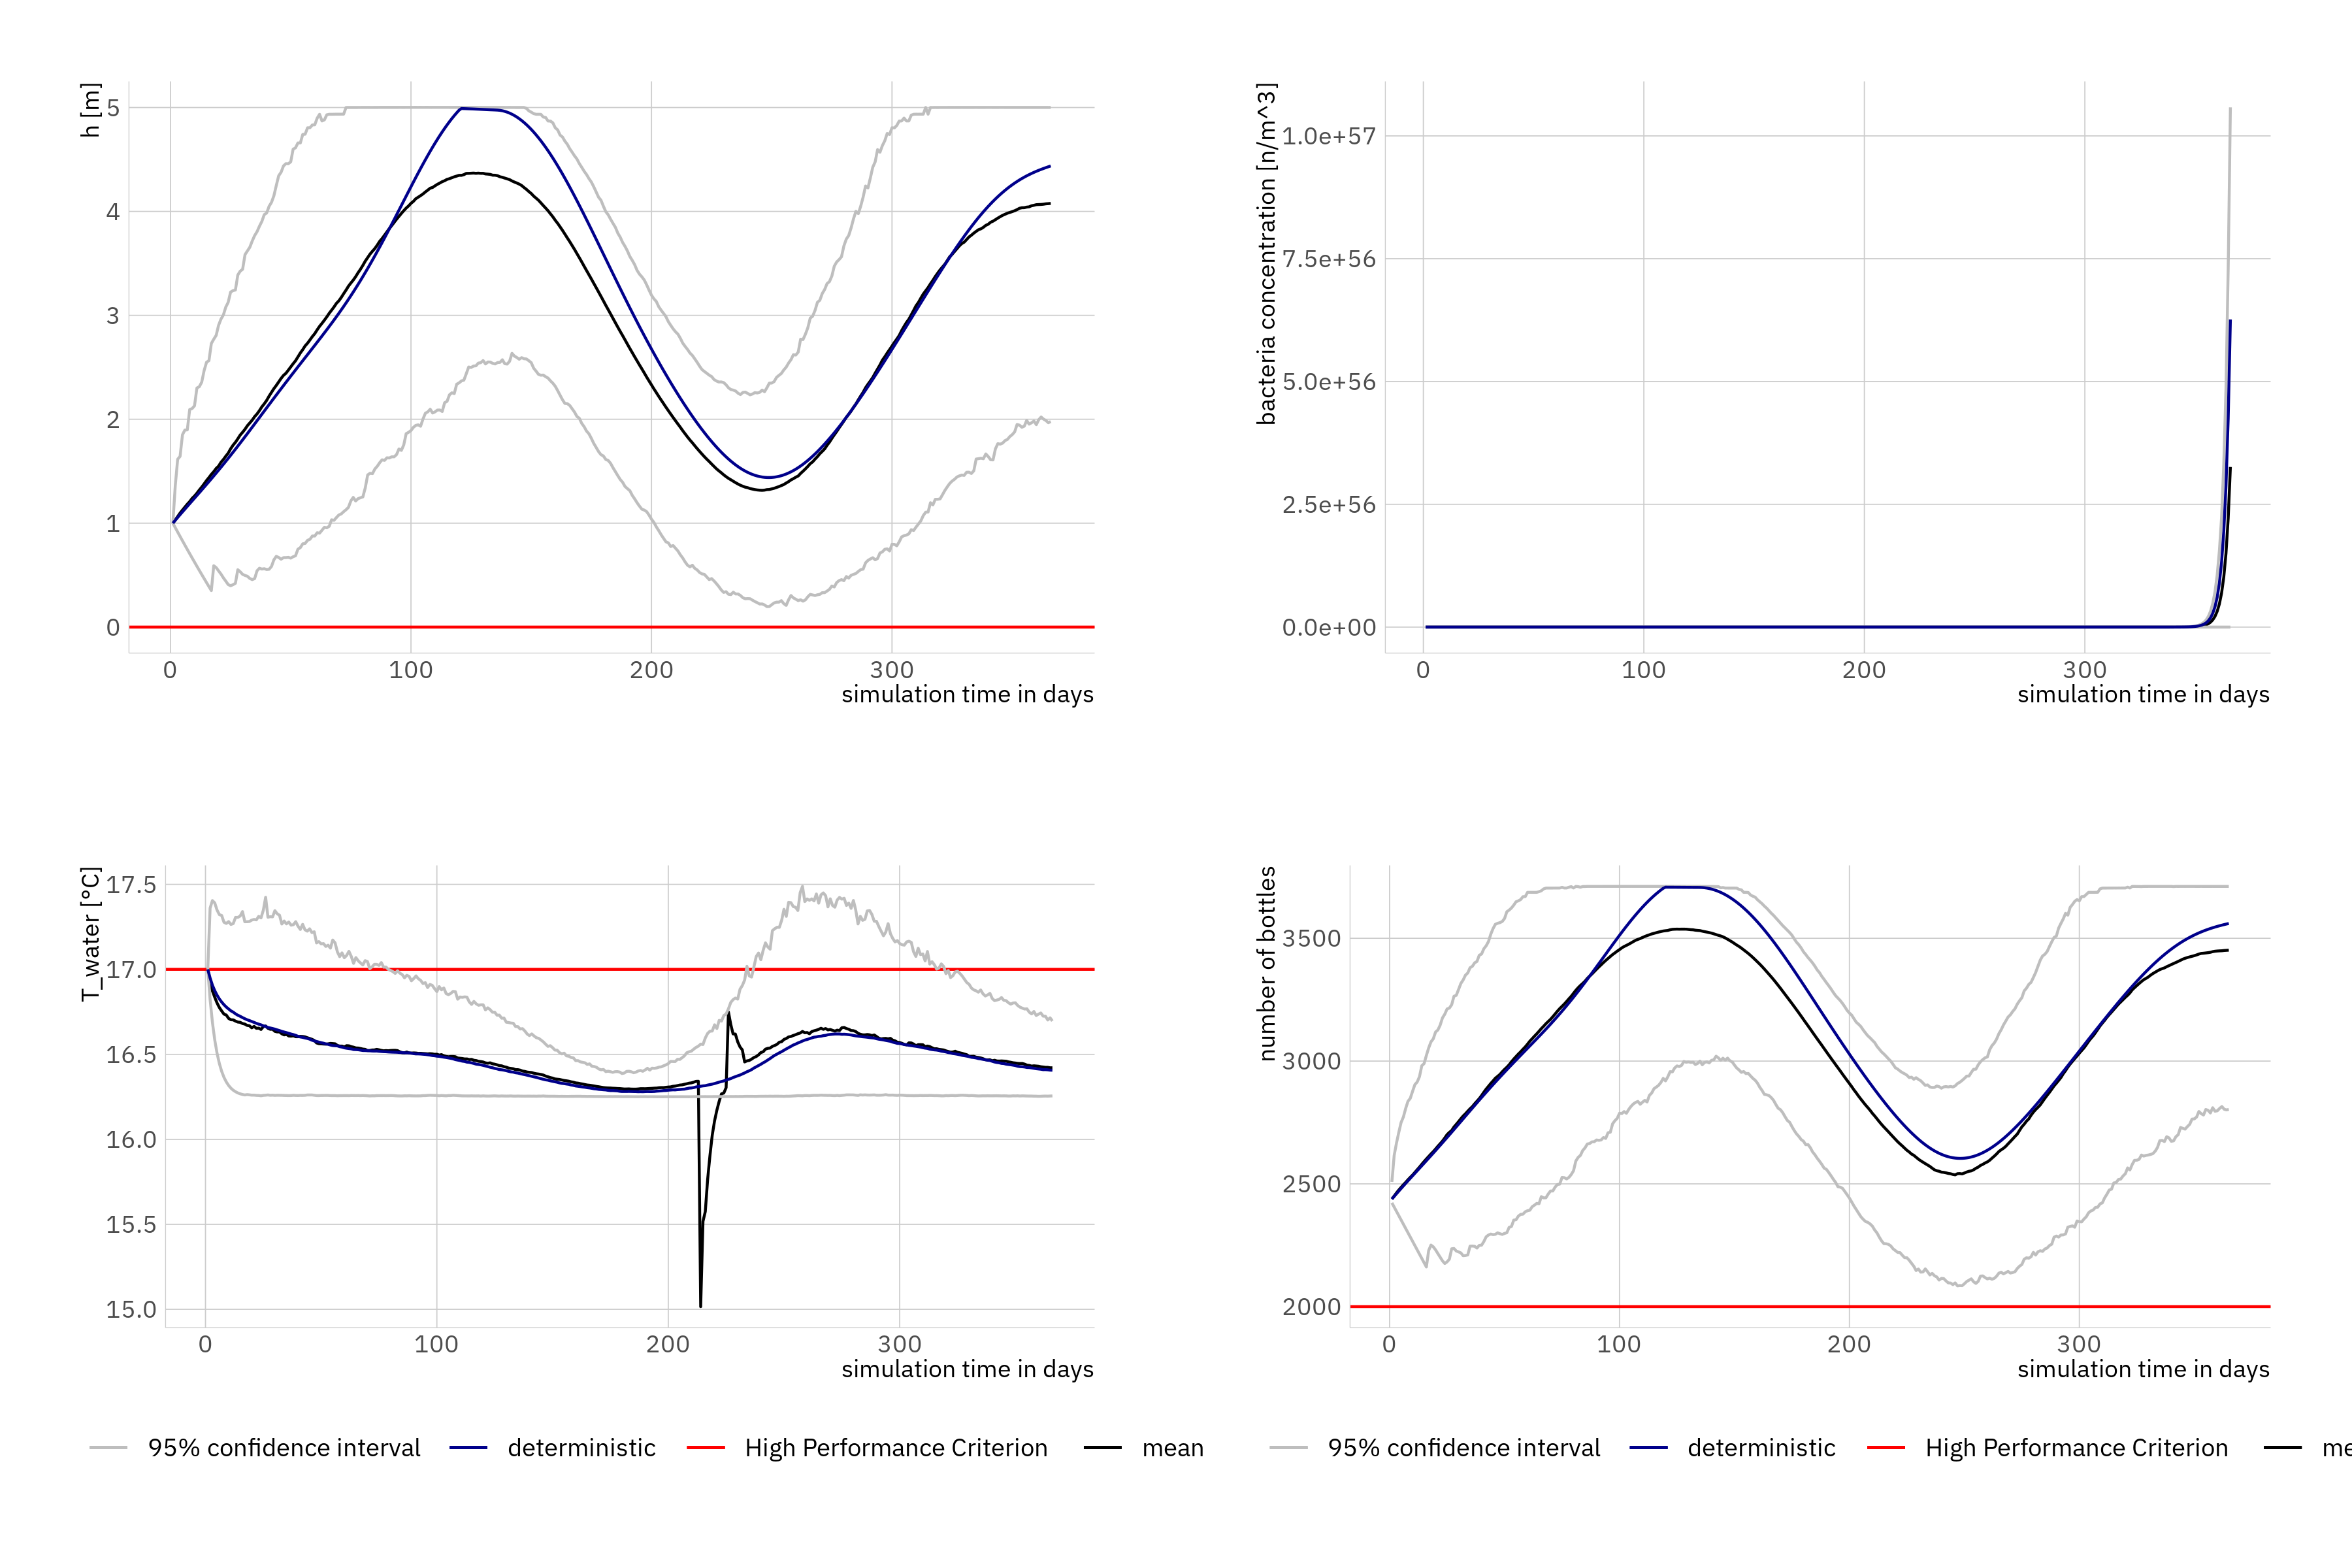 h [m]
5
4
3
2
1
0
0 100 200 300
simulation time in days
bacteria concentration [n/m^3]
1.0e+57
7.5e+56
5.0e+56
2.5e+56
0.0e+00
0 100 200 300
simulation time in days
T_water [°C]
17.5
17.0
16.5
16.0
15.5
15.0
0 100 200 300
simulation time in days
number of bottles
3500
3000
2500
2000
0 100 200 300
simulation time in days
95% confidence interval deterministic High Performance Criterion mean
95% confidence interval deterministic High Performance Criterion me